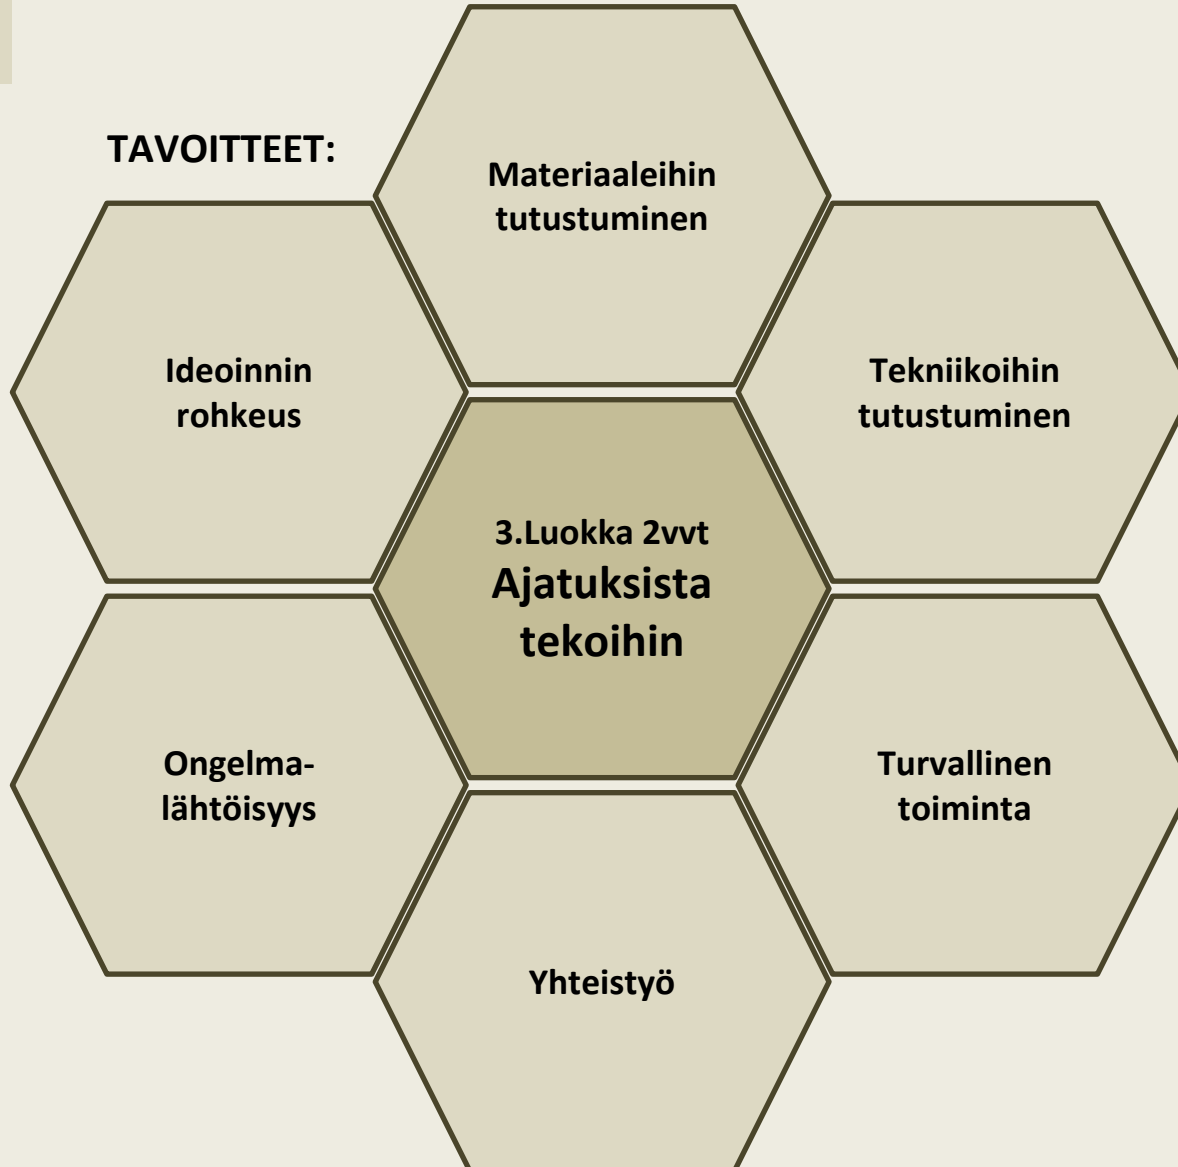 TAVOITTEET:
Materiaaleihin
tutustuminen
Ideoinnin
rohkeus
Tekniikoihin
tutustuminen
3.Luokka 2vvt
Ajatuksista
tekoihin
Ongelma-
lähtöisyys
Turvallinen
toiminta
Yhteistyö